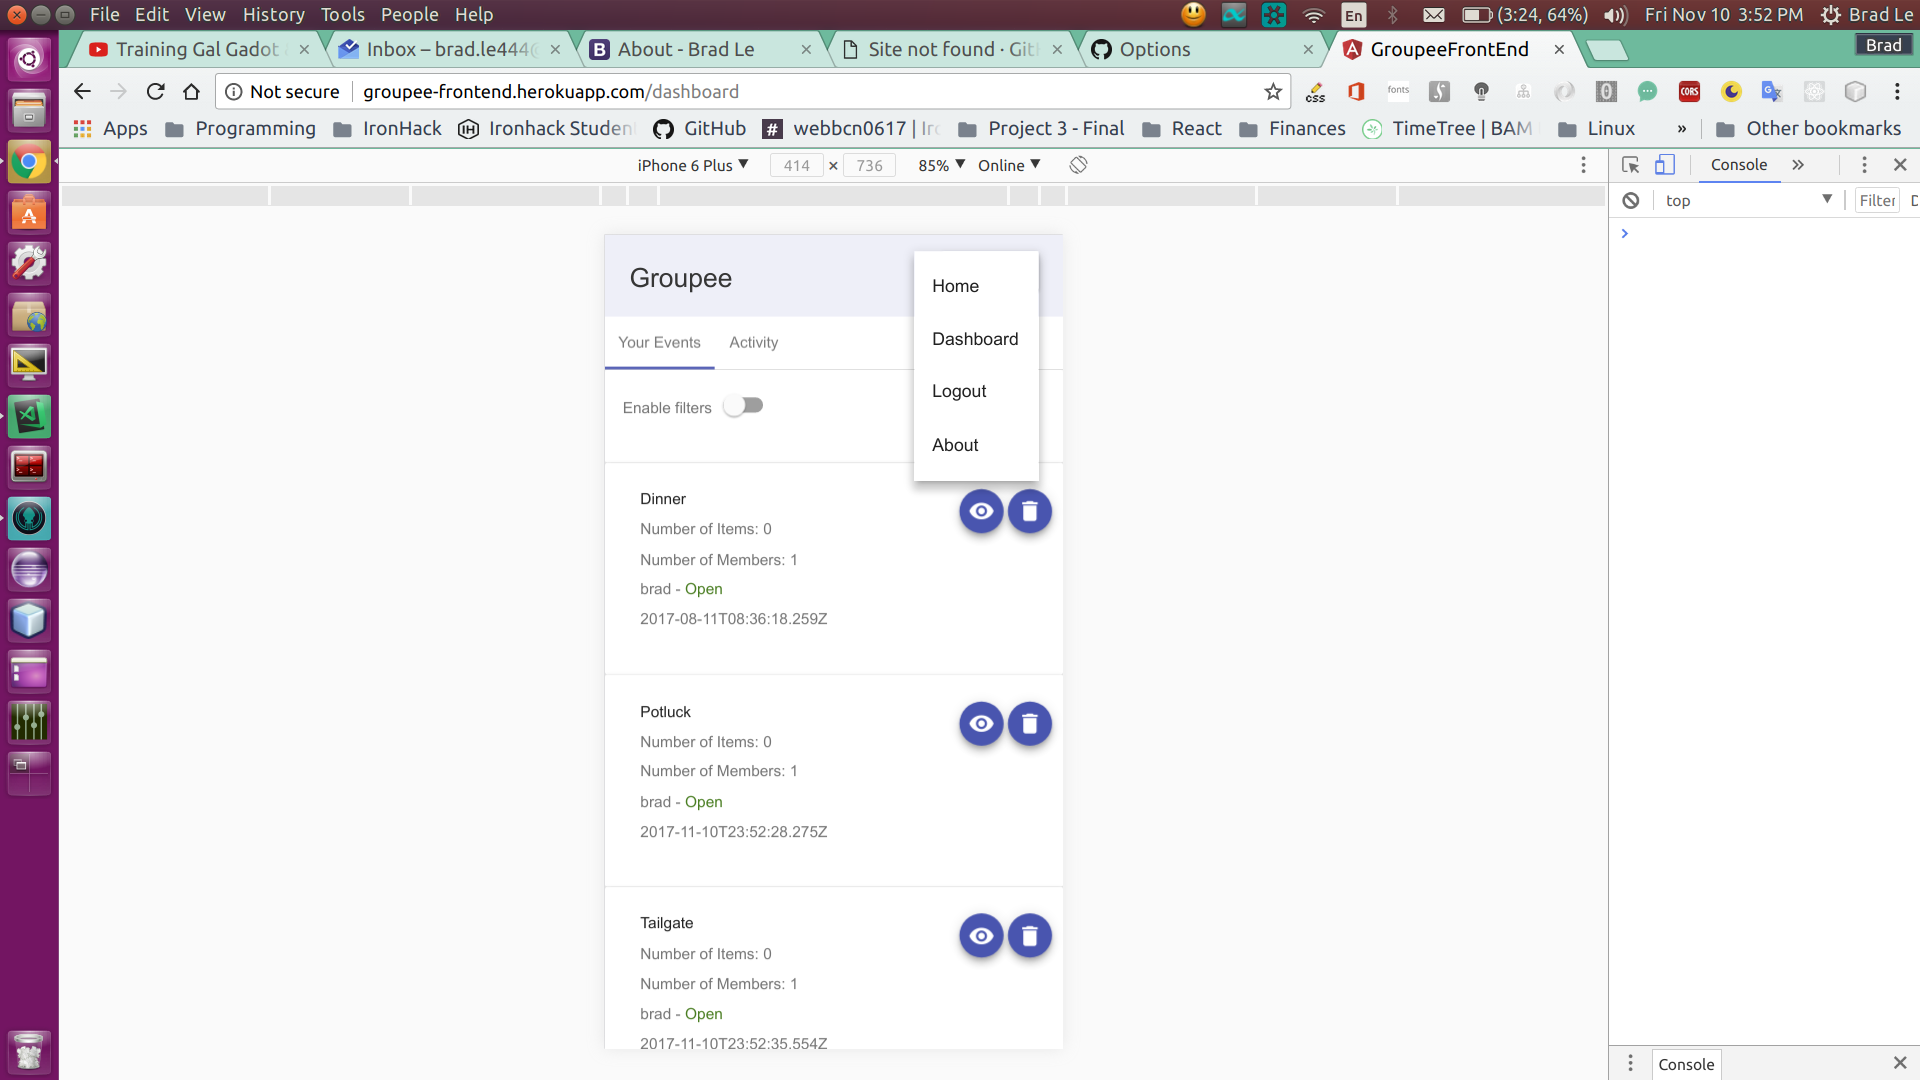 File Edit View History Tools People Help
En (3:24, 64%) Fri Nov 10 3:52 PM Brad Le
Training Gal Gadot
Inbox – brad.le444@
About - Brad Le
Site not found · Git
Options
GroupeeFrontEnd
Brad
Not secure groupee-frontend.herokuapp.com/dashboard
css
fonts
CORS
Apps Programming IronHack Ironhack Student GitHub webbcn0617 | Iro Project 3 - Final React Finances TimeTree | BAM Linux » Other bookmarks
iPhone 6 Plus 414 × 736 85% Online
Console »
top Filter D
Groupee
Home
Dashboard
Logout
About
Your Events Activity
Enable filters
Dinner
Number of Items: 0
Number of Members: 1
brad - Open
2017-08-11T08:36:18.259Z
Potluck
Number of Items: 0
Number of Members: 1
brad - Open
2017-11-10T23:52:28.275Z
Tailgate
Number of Items: 0
Number of Members: 1
brad - Open
2017-11-10T23:52:35.554Z
Console